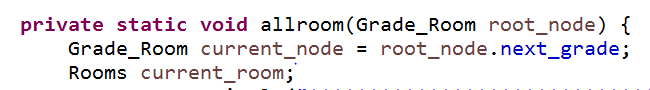 private static void allroom(Grade_Room root_node) {
Grade_Room current_node = root_node.next_grade;
Rooms current_room;